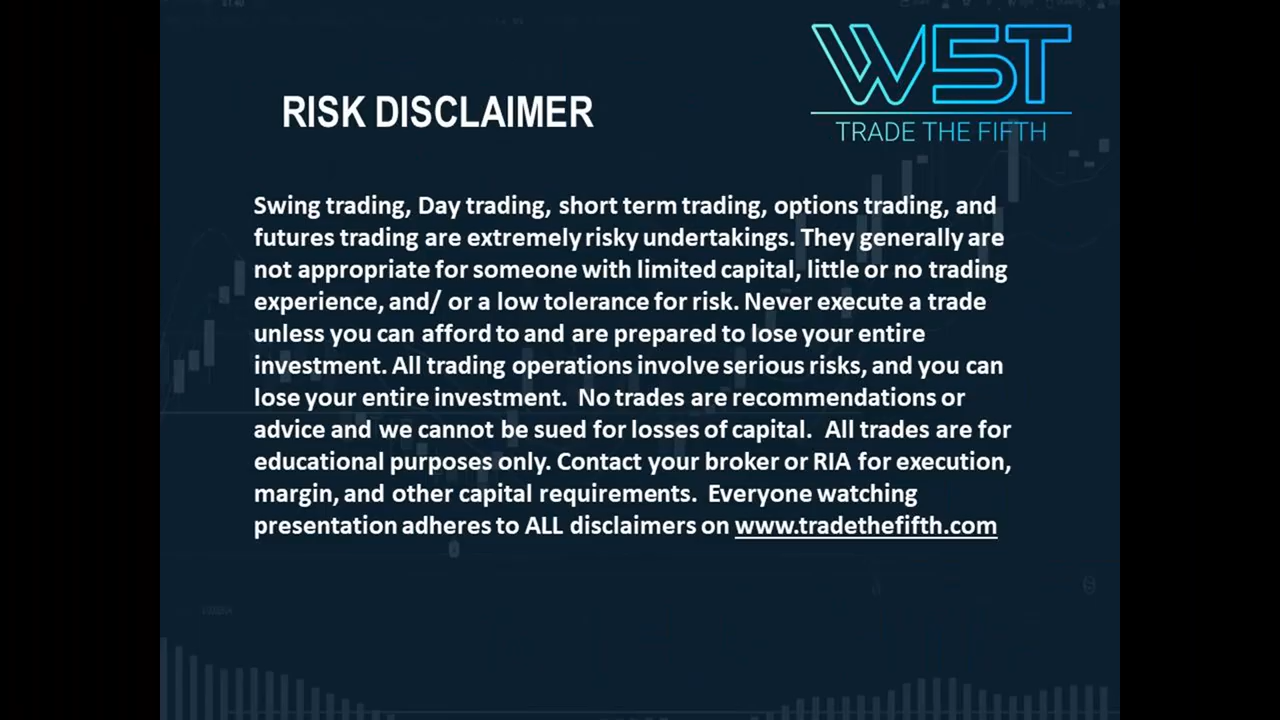 W5T
TRADE THE FIFTH
RISK DISCLAIMER
Swing trading, Day trading, short term trading, options trading, and
futures trading are extremely risky undertakings. They generally are
not appropriate for someone with limited capital, little or no trading
experience, and/ or a low tolerance for risk. Never execute a trade
unless you can afford to and are prepared to lose your entire
investment. All trading operations involve serious risks, and you can
lose your entire investment.  No trades are recommendations or
advice and we cannot be sued for losses of capital.  All trades are for
educational purposes only. Contact your broker or RIA for execution,
margin, and other capital requirements.  Everyone watching
presentation adheres to ALL disclaimers on www.tradethefifth.com